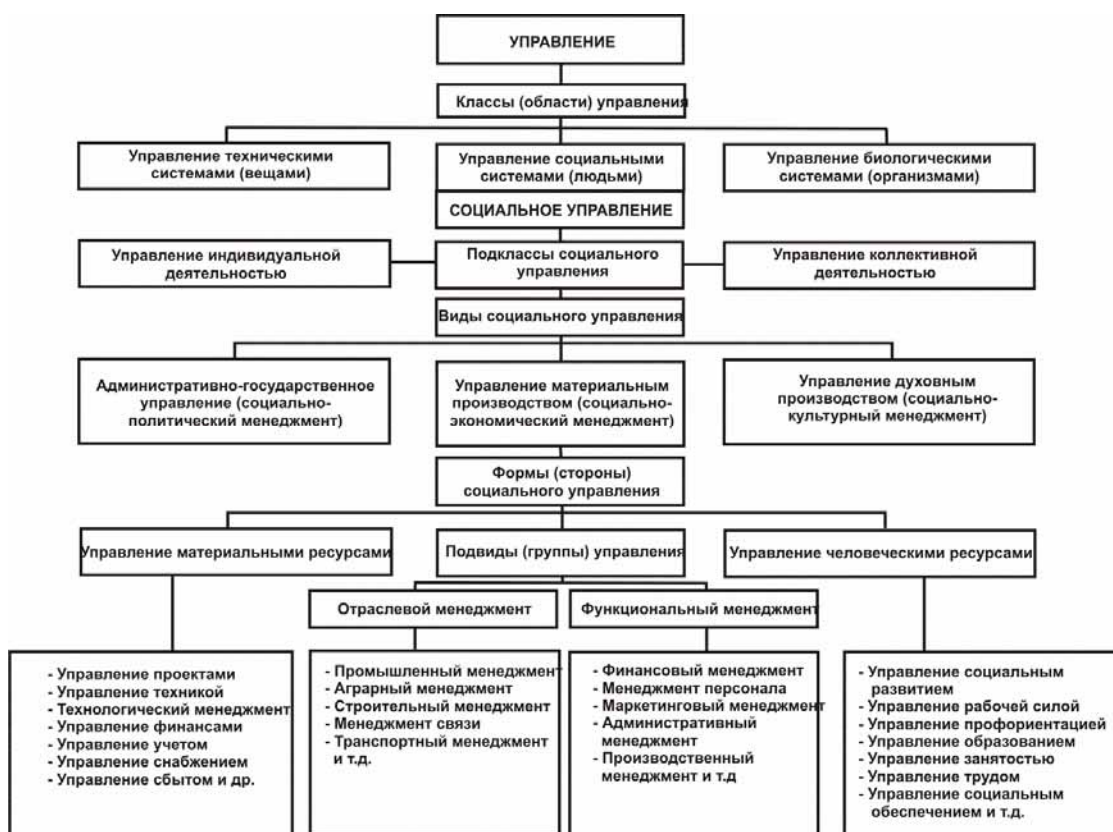 УПРАВЛЕНИЕ
Классы (области) управления
Управление техническими
системами (вещами)
Управление социальными
системами (людьми)
Управление биологическими
системами (организмами)
СОЦИАЛЬНОЕ УПРАВЛЕНИЕ
Управление индивидуальной
деятельностью
Подклассы социального
управления
Управление коллективной
деятельностью
Виды социального управления
Административно-государственное
управление (социально-
политический менеджмент)
Управление материальным
производством (социально-
экономический менеджмент)
Управление духовным
производством (социально-
культурный менеджмент)
Формы (стороны)
социального управления
Управление материальными ресурсами
Подвиды (группы) управления
Управление человеческими ресурсами
Отраслевой менеджмент
Функциональный менеджмент
- Управление проектами
- Управление техникой
- Технологический менеджмент
- Управление финансами
- Управление учетом
- Управление снабжением
- Управление сбытом и др.
- Промышленный менеджмент
- Аграрный менеджмент
- Строительный менеджмент
- Менеджмент связи
- Транспортный менеджмент
и т.д.
- Финансовый менеджмент
- Менеджмент персонала
- Маркетинговый менеджмент
- Административный
менеджмент
- Производственный
менеджмент и т.д
- Управление социальным
развитием
- Управление рабочей силой
- Управление профориентацией
- Управление образованием
- Управление занятостью
- Управление трудом
- Управление социальным
обеспечением и т.д.